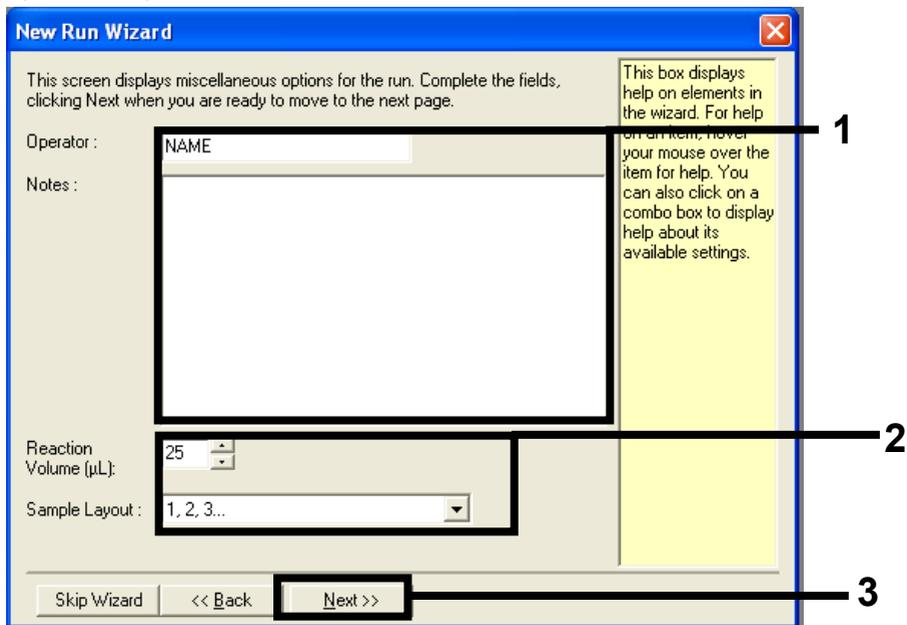 New Run Wizard
This screen displays miscellaneous options for the run. Complete the fields,
clicking Next when you are ready to move to the next page.
Operator :
NAME
Notes :
Reaction
Volume (µL):
25
Sample Layout :
1, 2, 3...
Skip Wizard
<< Back
Next >>
This box displays
help on elements in
the wizard. For help
on an item, hover
your mouse over the
item for help. You
can also click on a
combo box to display
help about its
available settings.
1
2
3